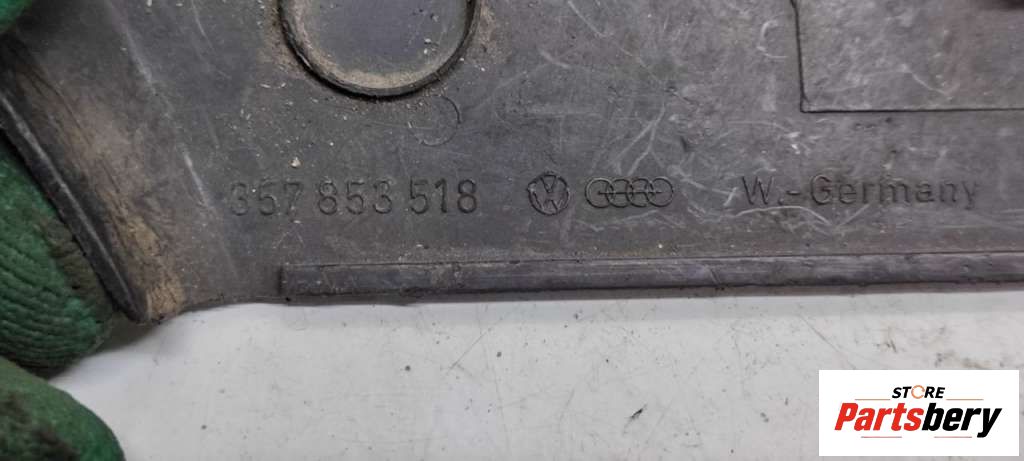 357 853 518 W.-Germany
STORE
Partsbery